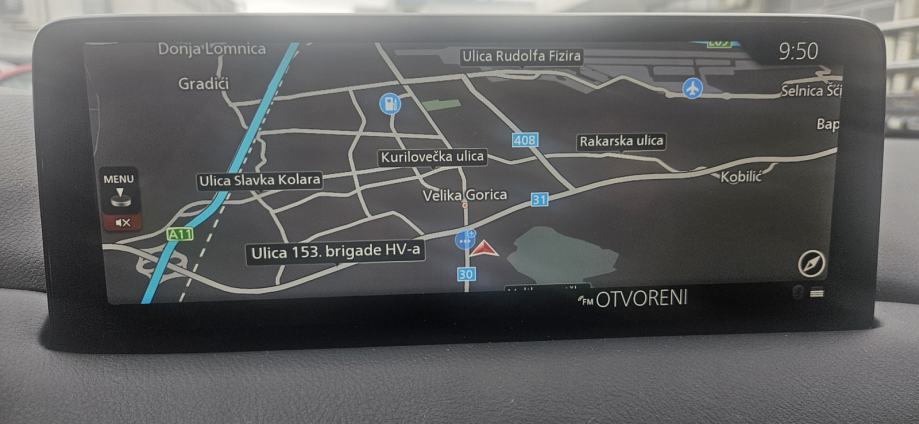 Donja Lomnica
Ulica Rudolfa Fizira
9:50
Gradići
Selnica Šći
408
Rakarska ulica
Bap
Kurilovečka ulica
MENU
Ulica Slavka Kolara
Kobilić
Velika Gorica
31
A11
Ulica 153. brigade HV-a
30
FM OTVORENI